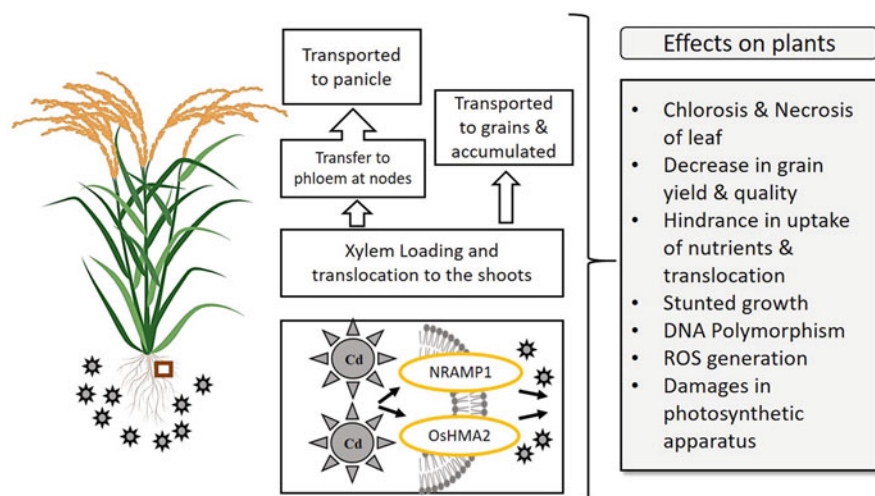 Transported
to panicle
Transported
to grains &
accumulated
Transfer to
phloem at nodes
Xylem Loading and
translocation to the shoots
Cd
NRAMP1
Cd
OsHMA2
Effects on plants
• Chlorosis & Necrosis
of leaf
• Decrease in grain
yield & quality
• Hindrance in uptake
of nutrients &
translocation
• Stunted growth
• DNA Polymorphism
• ROS generation
• Damages in
photosynthetic
apparatus